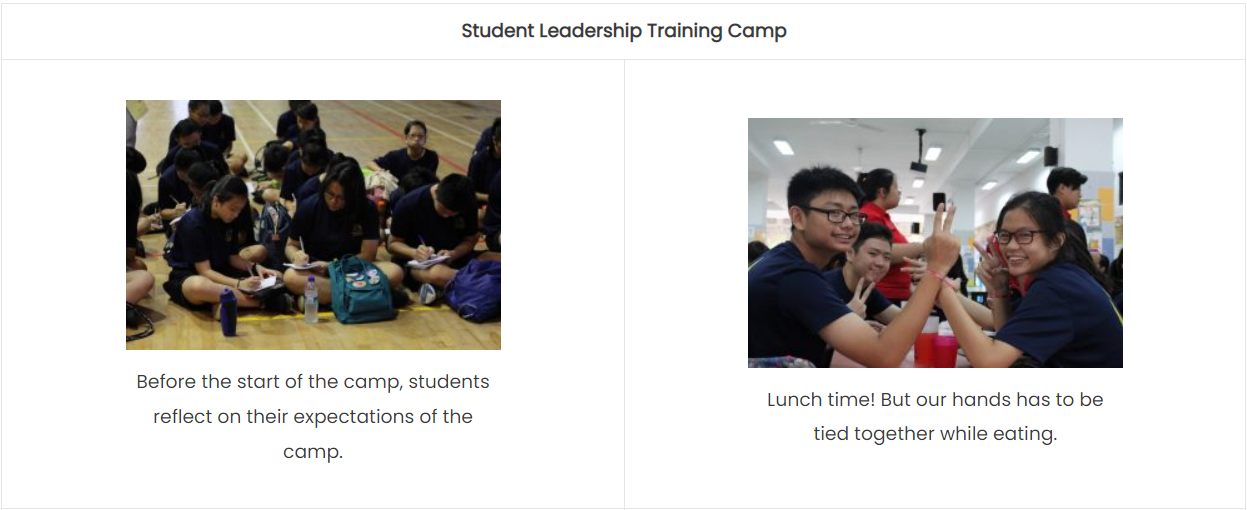 Student Leadership Training Camp
Before the start of the camp, students
reflect on their expectations of the
camp.
Lunch time! But our hands has to be
tied together while eating.